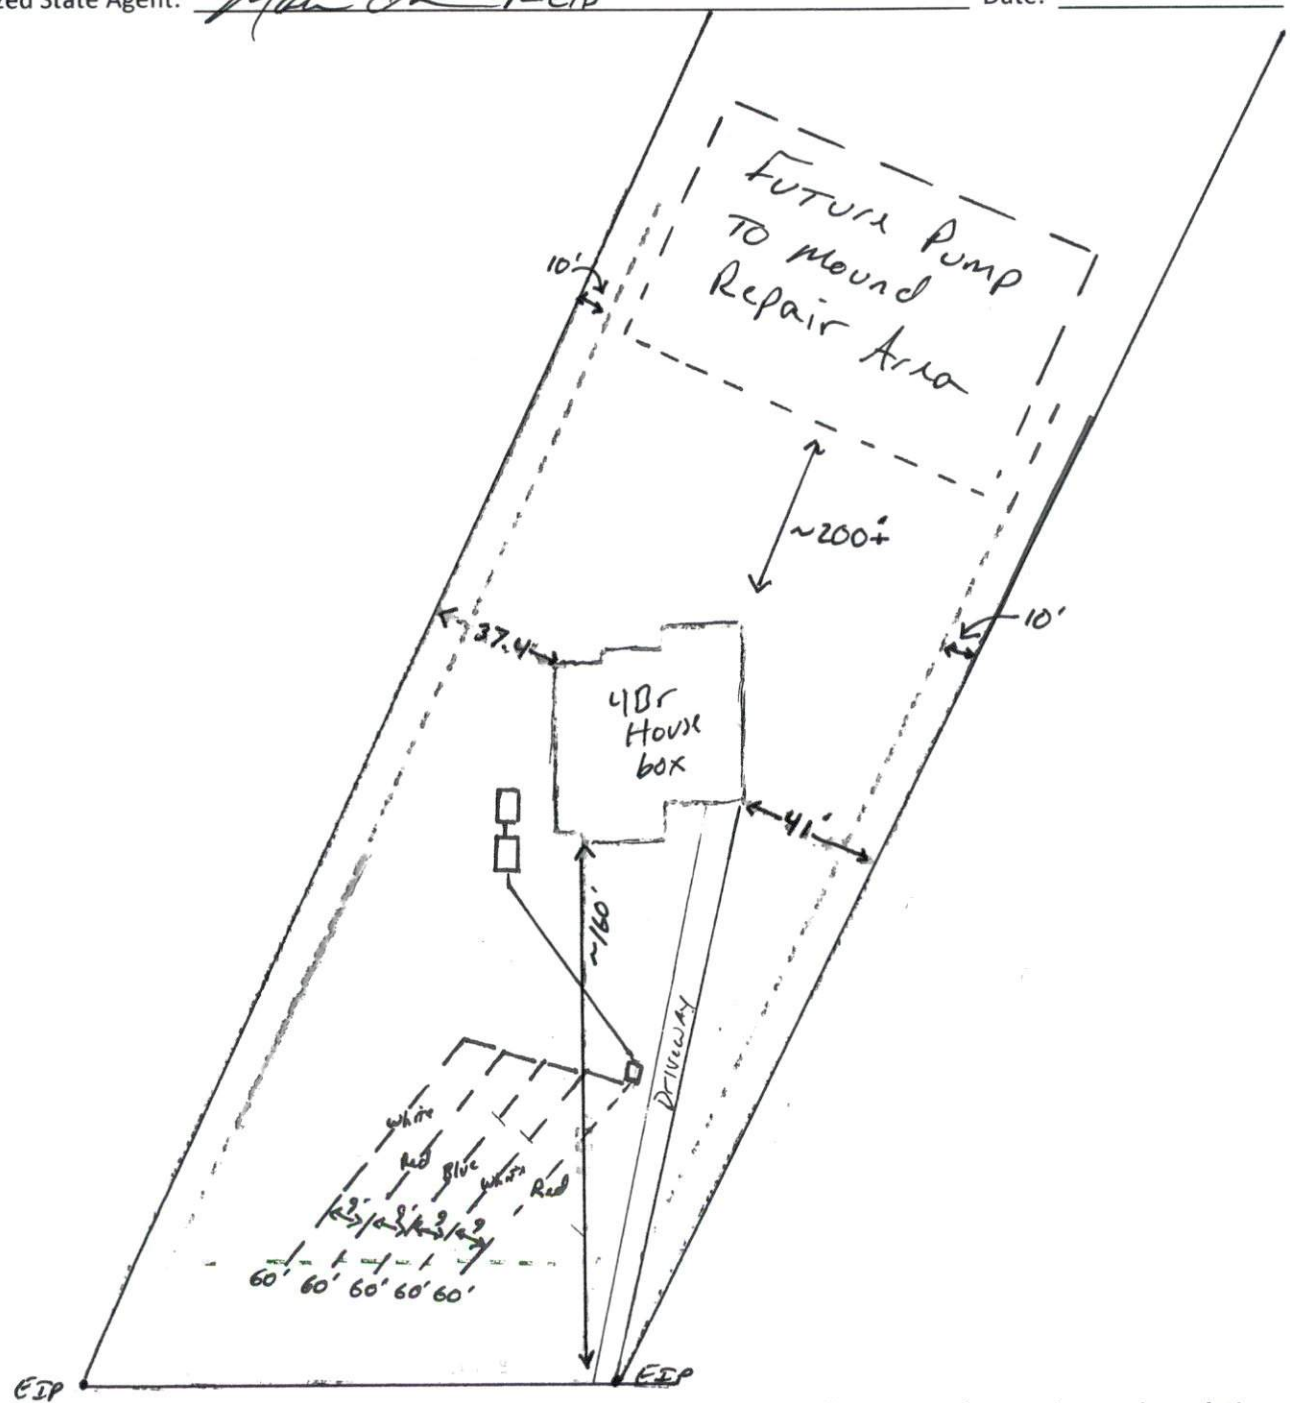 ed State Agent: Date:
Future Pump
To Mound
Repair Area
10'
~200'±
10'
37.4'
4Br
House
box
41'
~160'
Driveway
White
Red
Blue
White
Red
9' 9' 9 9
60' 60' 60' 60' 60'
EIP
EIP